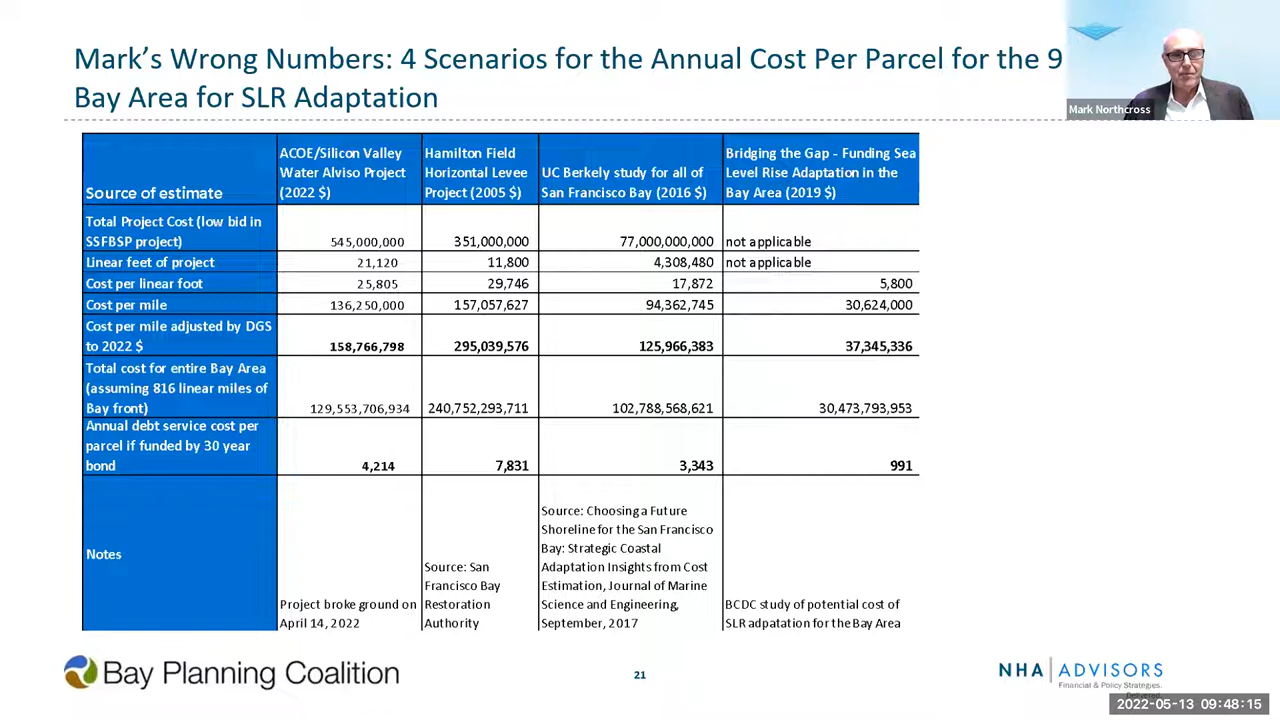 Mark's Wrong Numbers: 4 Scenarios for the Annual Cost Per Parcel for the 9
Bay Area for SLR Adaptation
Mark Northcross
Source of estimate
ACOE/Silicon Valley
Water Alviso Project
(2022 $)
Hamilton Field
Horizontal Levee
Project (2005 $)
UC Berkely study for all of
San Francisco Bay (2016 $)
Bridging the Gap - Funding Sea
Level Rise Adaptation in the
Bay Area (2019 $)
Total Project Cost (low bid in
SSFBSP project)
545,000,000
351,000,000
77,000,000,000
not applicable
Linear feet of project
21,120
11,800
4,308,480
not applicable
Cost per linear foot
25,805
29,746
17,872
5,800
Cost per mile
136,250,000
157,057,627
94,362,745
30,624,000
Cost per mile adjusted by DGS
to 2022 $
158,766,798
295,039,576
125,966,383
37,345,336
Total cost for entire Bay Area
(assuming 816 linear miles of
Bay front)
129,553,706,934
240,752,293,711
102,788,568,621
30,473,793,953
Annual debt service cost per
parcel if funded by 30 year
bond
4,214
7,831
3,343
991
Notes
Project broke ground on
April 14, 2022
Source: San
Francisco Bay
Restoration
Authority
Source: Choosing a Future
Shoreline for the San Francisco
Bay: Strategic Coastal
Adaptation Insights from Cost
Estimation, Journal of Marine
Science and Engineering,
September, 2017
BCDC study of potential cost of
SLR adpatation for the Bay Area
Bay Planning Coalition
21
NHA ADVISORS
Financial & Policy Strategies.
Delivered.
2022-05-13 09:48:15